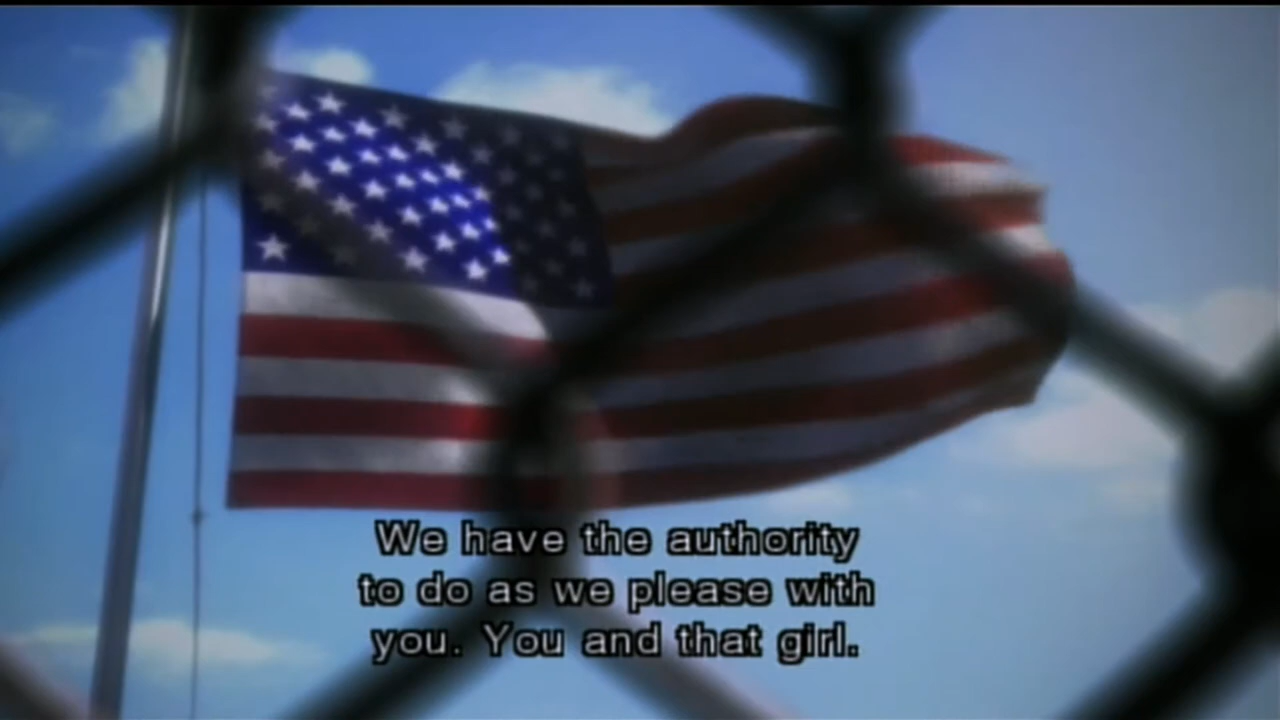 We have the authority
to do as we please with
you. You and that girl.